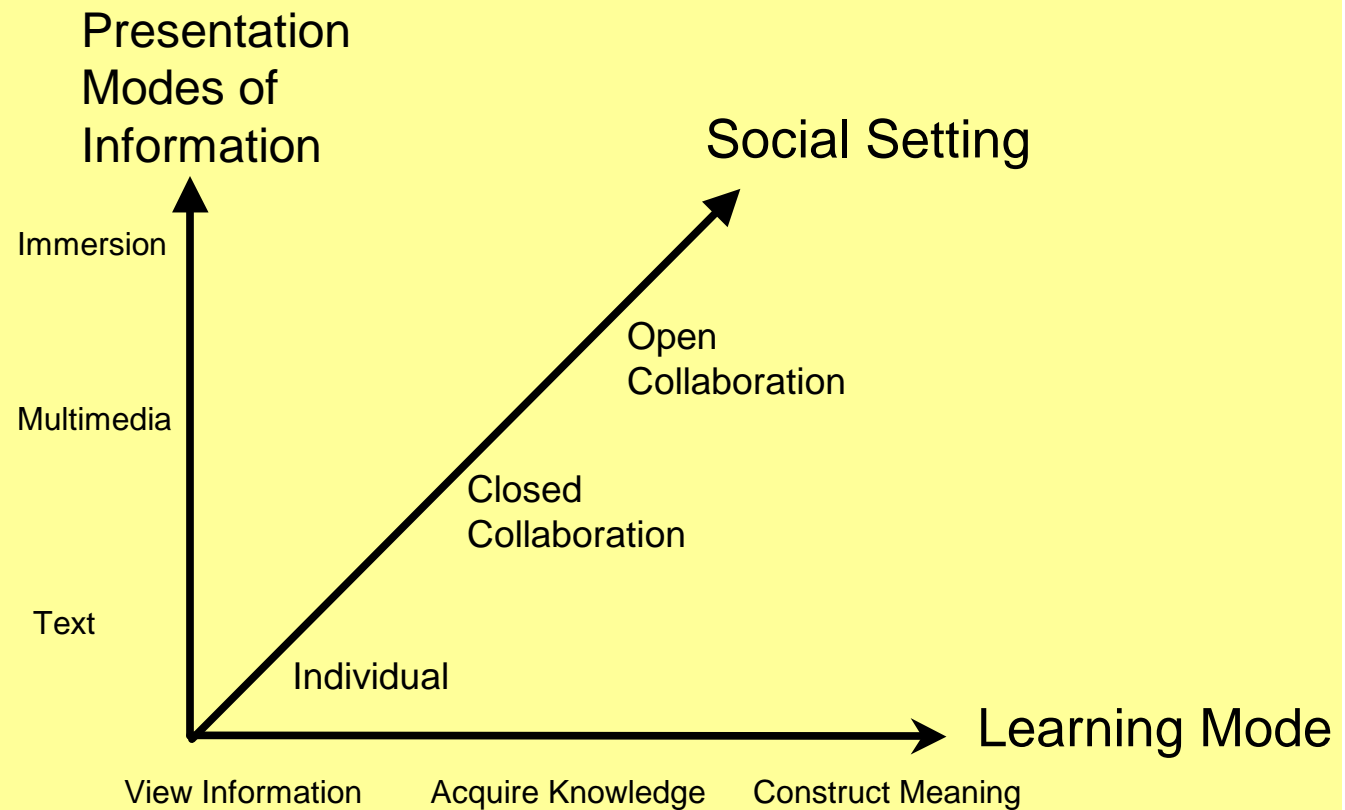 Presentation
Modes of
Information
Social Setting
Immersion
Open
Collaboration
Multimedia
Closed
Collaboration
Text
Individual
Learning Mode
View Information
Acquire Knowledge
Construct Meaning